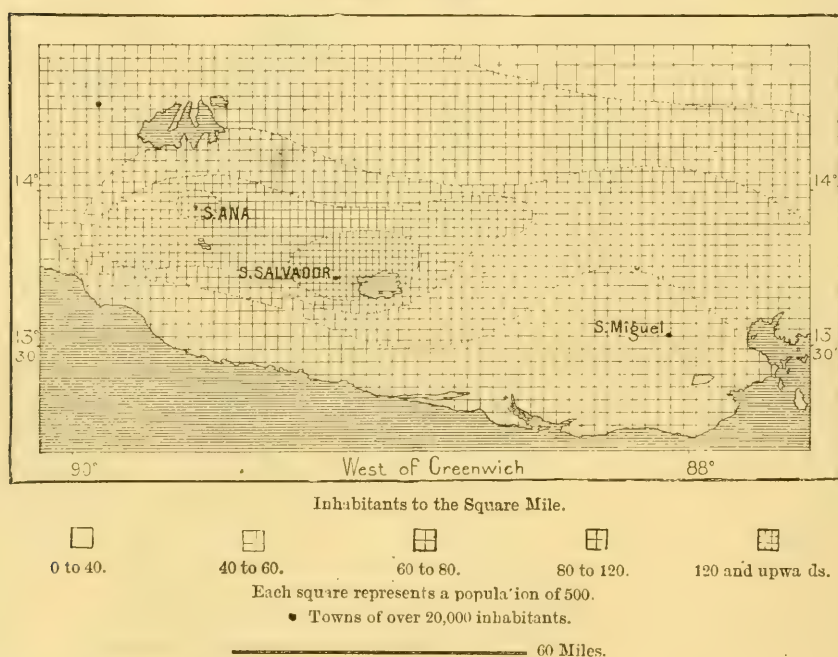 14°
14°
S. ANA
S. SALVADOR
S. Miguel
13°
30'
13°
30'
90°
West of Greenwich
88°
Inhabitants to the Square Mile.
0 to 40.
40 to 60.
60 to 80.
80 to 120.
120 and upwa ds.
Each square represents a popula'ion of 500.
• Towns of over 20,000 inhabitants.
60 Miles.